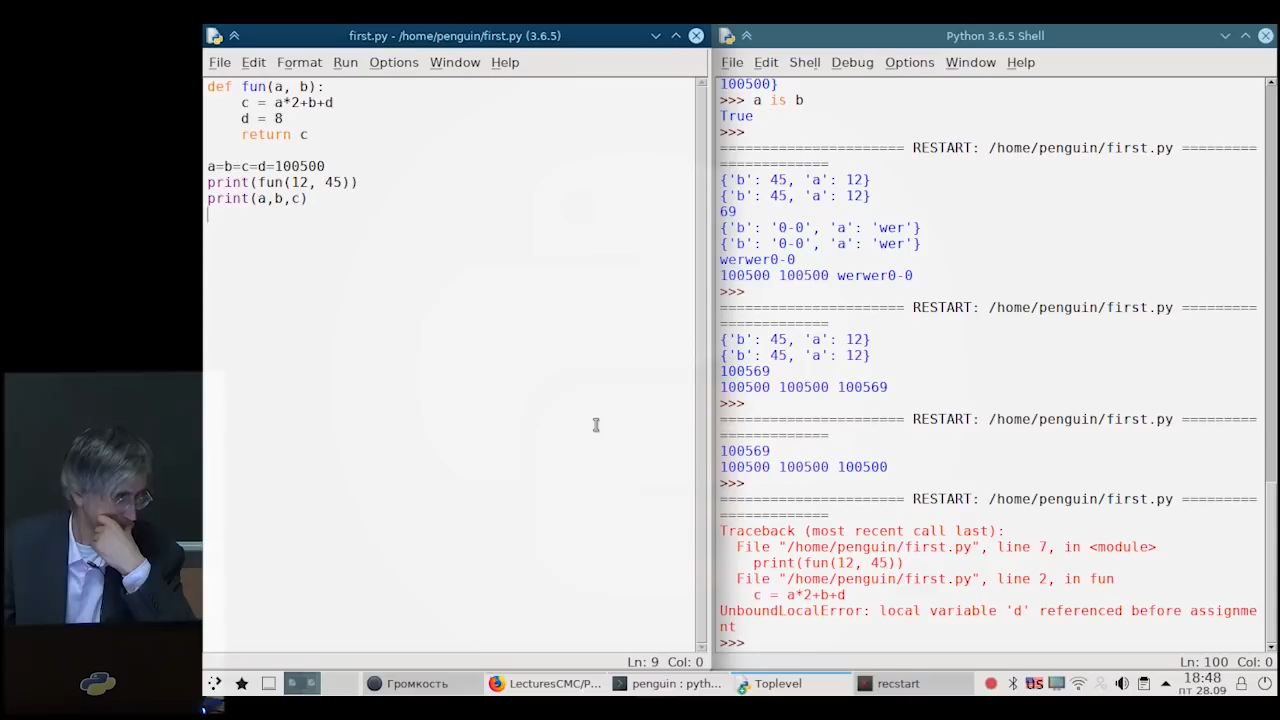 first.py - /home/penguin/first.py (3.6.5)
File Edit Format Run Options Window Help
def fun(a, b):
    c = a*2+b+d
    d = 8
    return c
a=b=c=d=100500
print(fun(12, 45))
print(a,b,c)
Ln: 9 Col: 0
Python 3.6.5 Shell
File Edit Shell Debug Options Window Help
100500}
>>> a is b
True
>>>
===================== RESTART: /home/penguin/first.py =========
=============
{'b': 45, 'a': 12}
{'b': 45, 'a': 12}
69
{'b': '0-0', 'a': 'wer'}
{'b': '0-0', 'a': 'wer'}
werwer0-0
100500 100500 werwer0-0
>>>
===================== RESTART: /home/penguin/first.py =========
=============
{'b': 45, 'a': 12}
{'b': 45, 'a': 12}
100569
100500 100500 100569
>>>
===================== RESTART: /home/penguin/first.py =========
=============
100569
100500 100500 100500
>>>
===================== RESTART: /home/penguin/first.py =========
=============
Traceback (most recent call last):
  File "/home/penguin/first.py", line 7, in <module>
    print(fun(12, 45))
  File "/home/penguin/first.py", line 2, in fun
    c = a*2+b+d
UnboundLocalError: local variable 'd' referenced before assignme
nt
>>>
Ln: 100 Col: 0
Громкость
LecturesCMC/P...
penguin : pyth...
Toplevel
recstart
US
18:48
пт 28.09